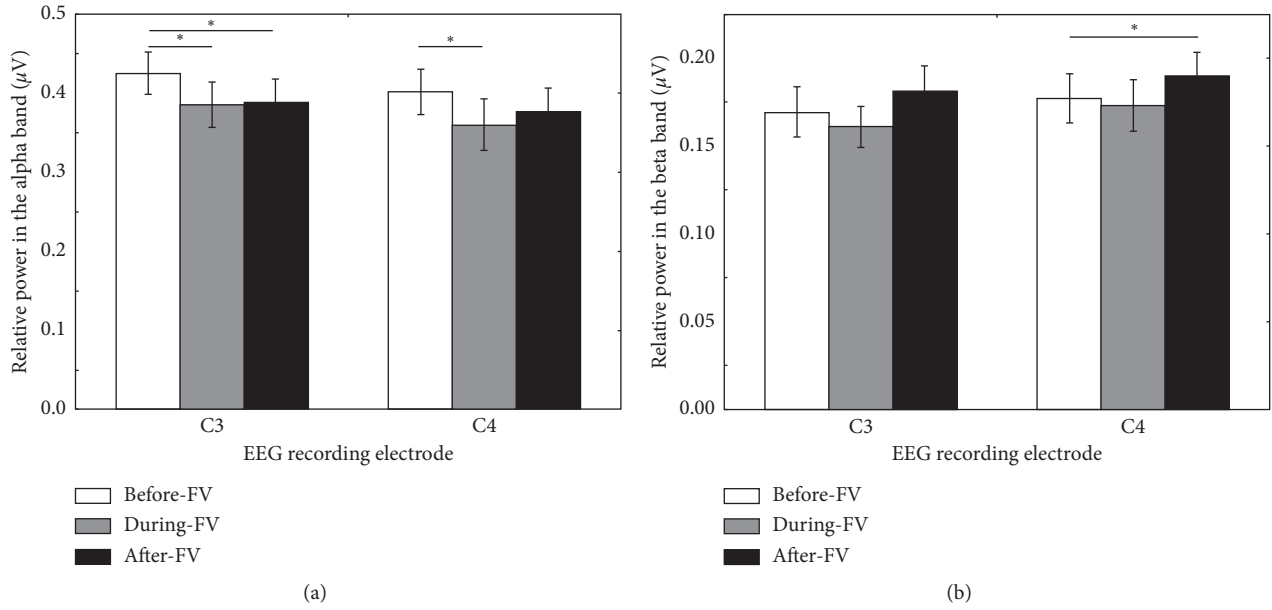 Relative power in the alpha band (μV)
0.5
0.4
0.3
0.2
0.1
0.0
* * *
C3 C4
EEG recording electrode
Before-FV
During-FV
After-FV
(a)
Relative power in the beta band (μV)
0.20
0.15
0.10
0.05
0.00
*
C3 C4
EEG recording electrode
Before-FV
During-FV
After-FV
(b)